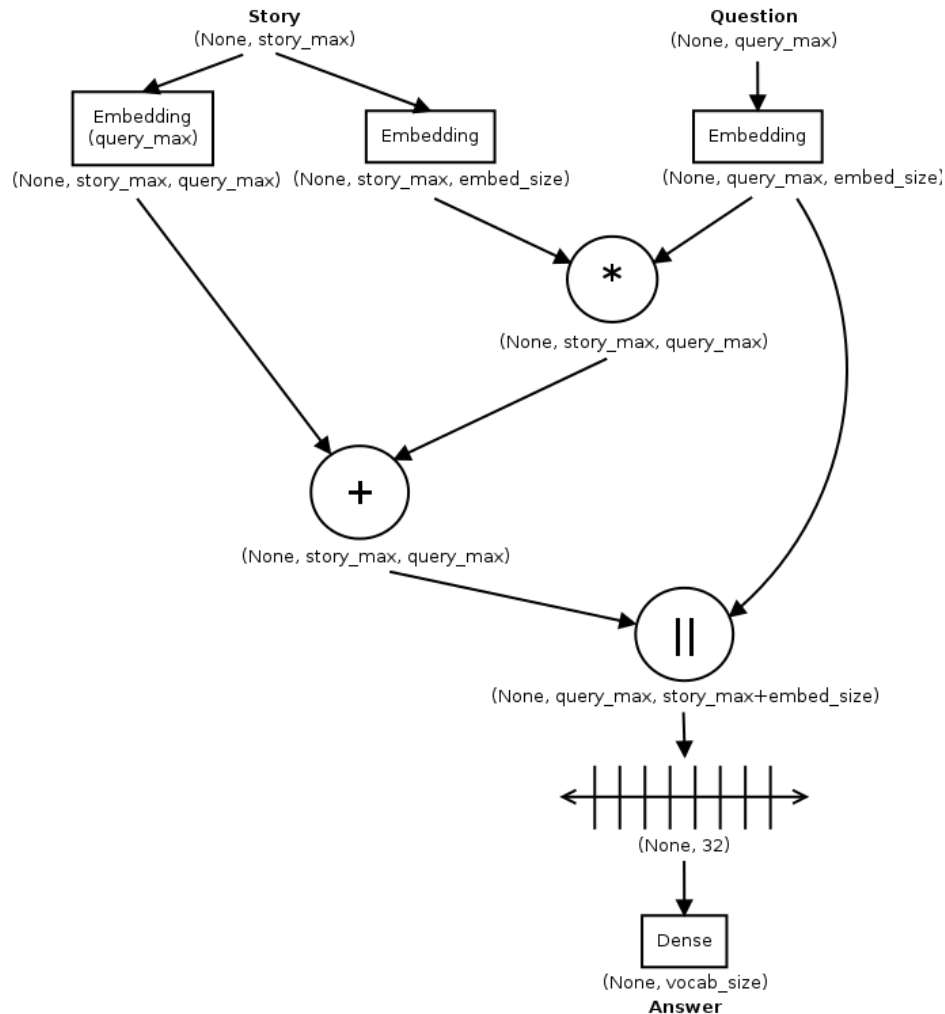 Story
(None, story_max)
Question
(None, query_max)
Embedding
(query_max)
(None, story_max, query_max)
Embedding
(None, story_max, embed_size)
Embedding
(None, query_max, embed_size)
*
(None, story_max, query_max)
+
(None, story_max, query_max)
||
(None, query_max, story_max+embed_size)
(None, 32)
Dense
(None, vocab_size)
Answer